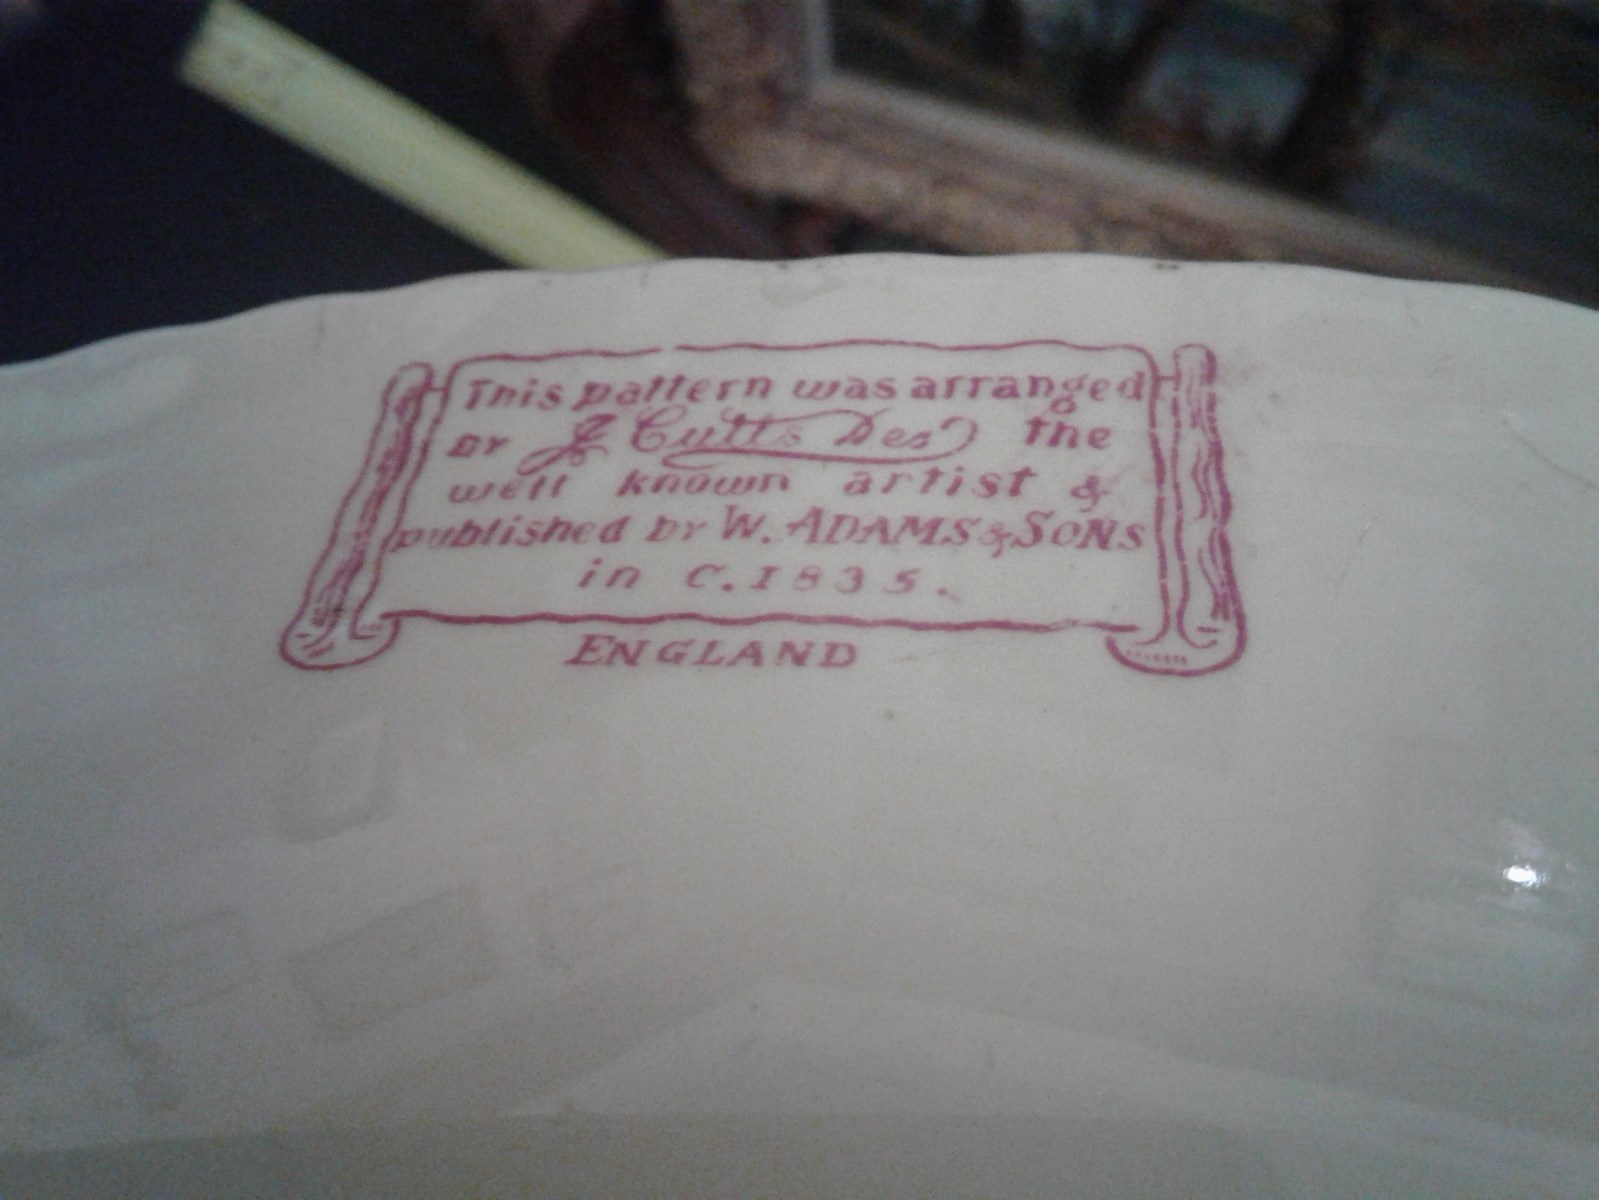 This pattern was arranged
by J Cutts Des the
well known artist &
published by W. ADAMS & SONS
in C. 1835.
ENGLAND